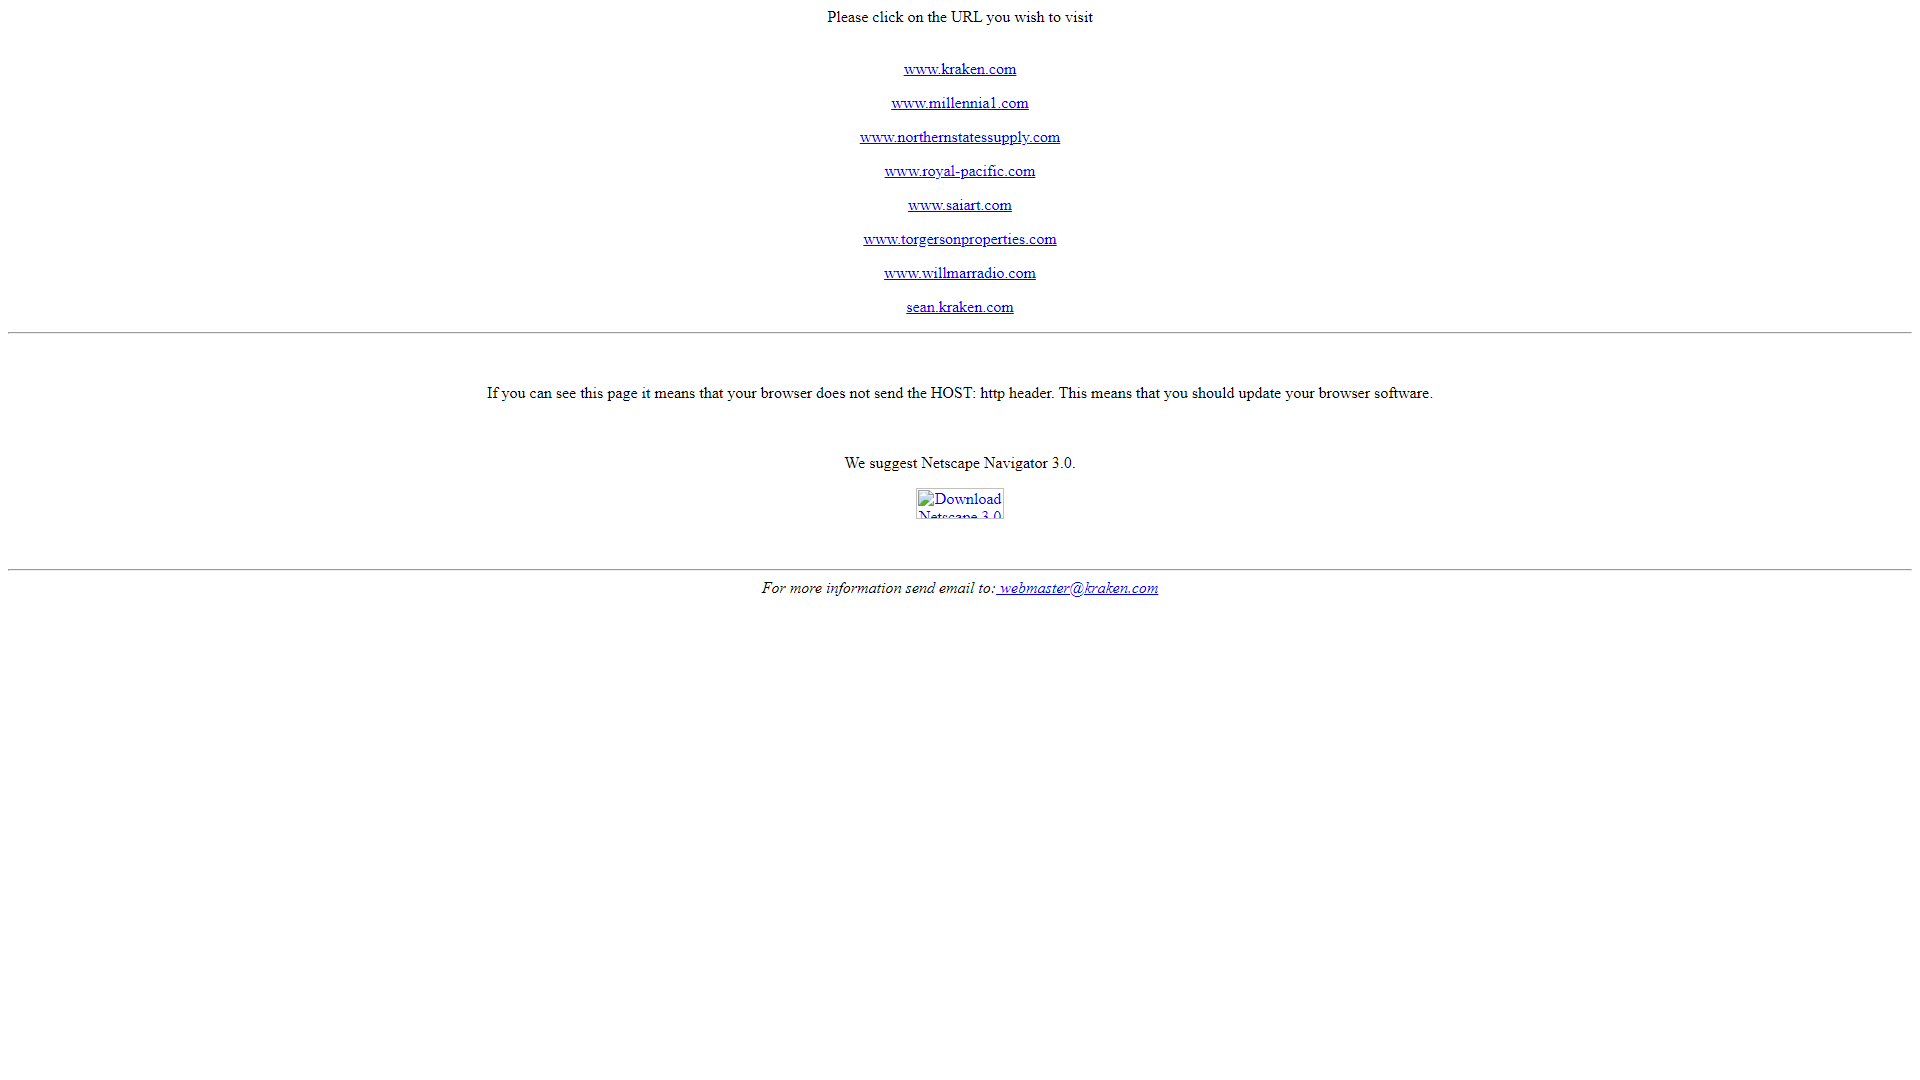 Please click on the URL you wish to visit
www.kraken.com
www.millennia1.com
www.northernstatessupply.com
www.royal-pacific.com
www.saiart.com
www.torgersonproperties.com
www.willmarradio.com
sean.kraken.com
If you can see this page it means that your browser does not send the HOST: http header. This means that you should update your browser software.
We suggest Netscape Navigator 3.0.
Download
Netscape 3.0
For more information send email to: webmaster@kraken.com